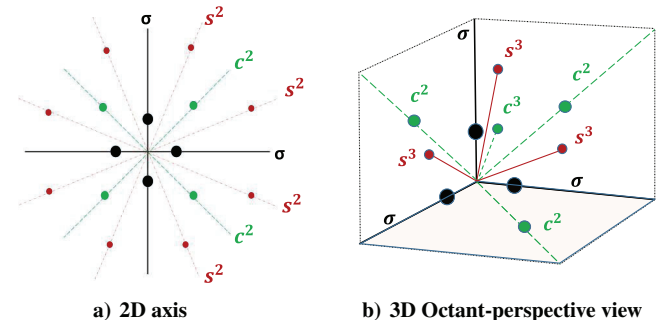 σ
s²
c²
s²
σ
s²
c²
s²
a) 2D axis
σ
s³
c²
c²
c³
s³
s³
σ
σ
c²
b) 3D Octant-perspective view